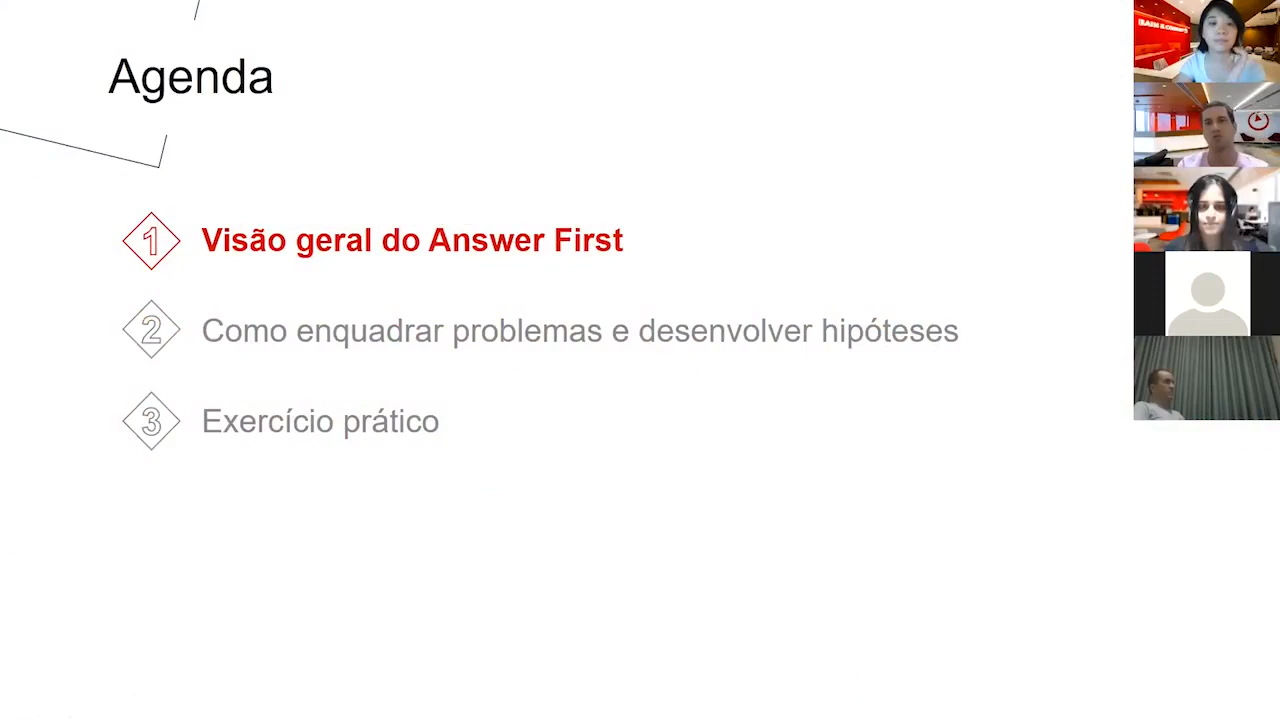 Agenda
1 Visão geral do Answer First
2 Como enquadrar problemas e desenvolver hipóteses
3 Exercício prático